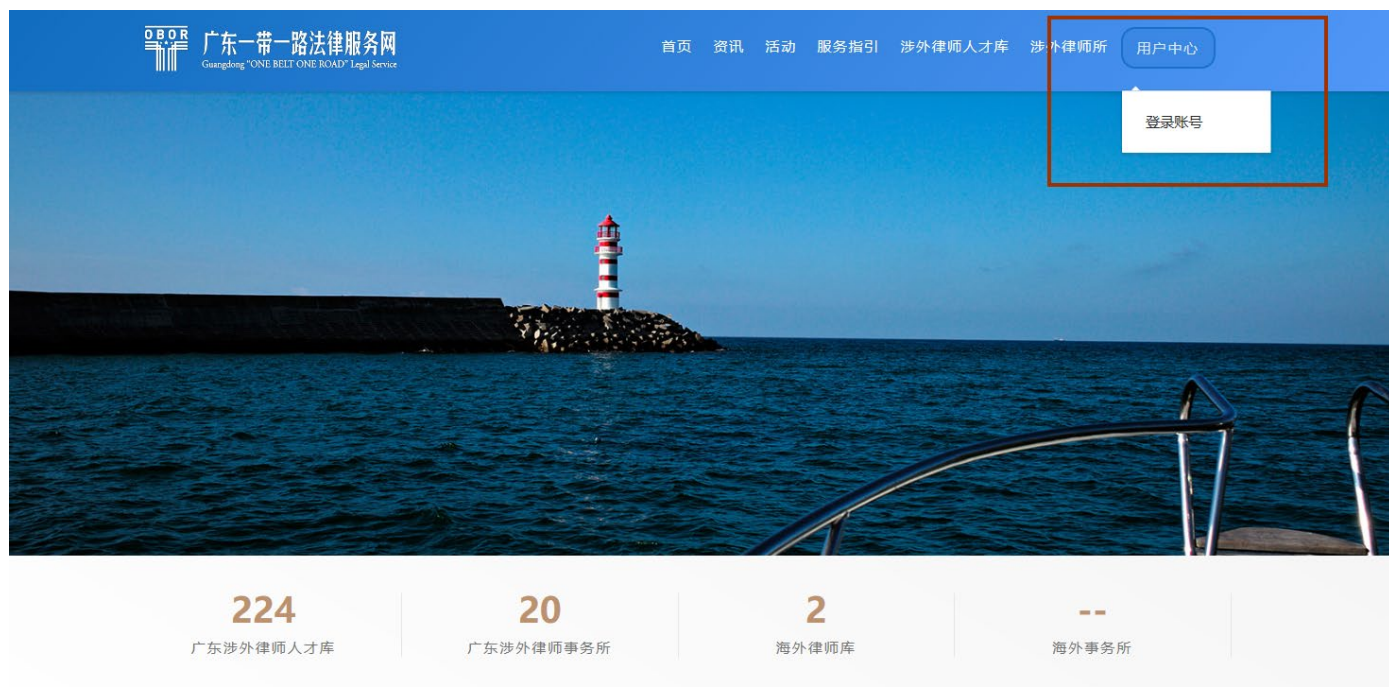 OBOR
广东一带一路法律服务网
Guangdong "ONE BELT ONE ROAD" Legal Service
首页 资讯 活动 服务指引 涉外律师人才库 涉外律师所 用户中心
登录账号
224 20 2 --
广东涉外律师人才库 广东涉外律师事务所 海外律师库 海外事务所